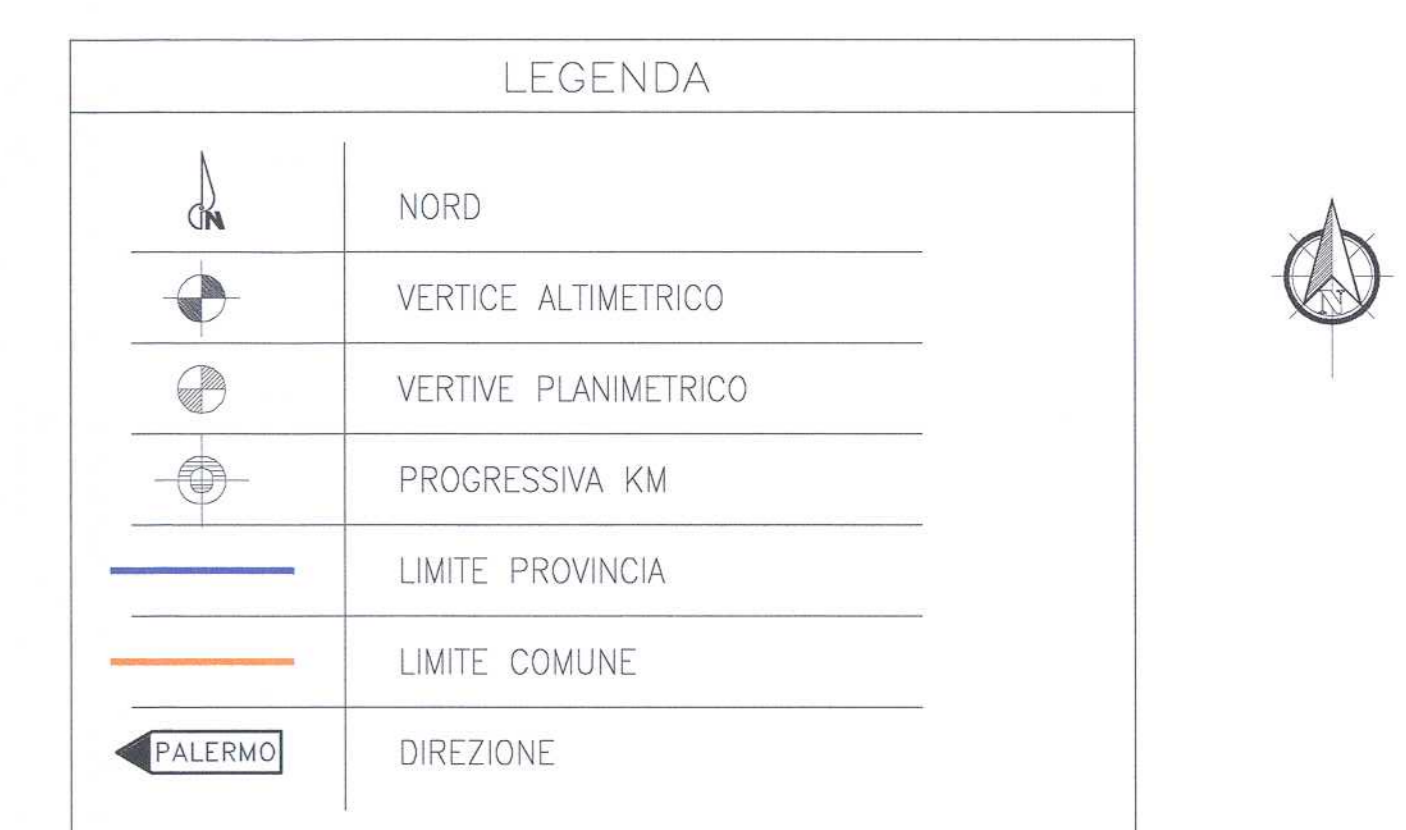 LEGENDA
N
NORD
N
VERTICE ALTIMETRICO
VERTIVE PLANIMETRICO
PROGRESSIVA KM
LIMITE PROVINCIA
LIMITE COMUNE
PALERMO
DIREZIONE